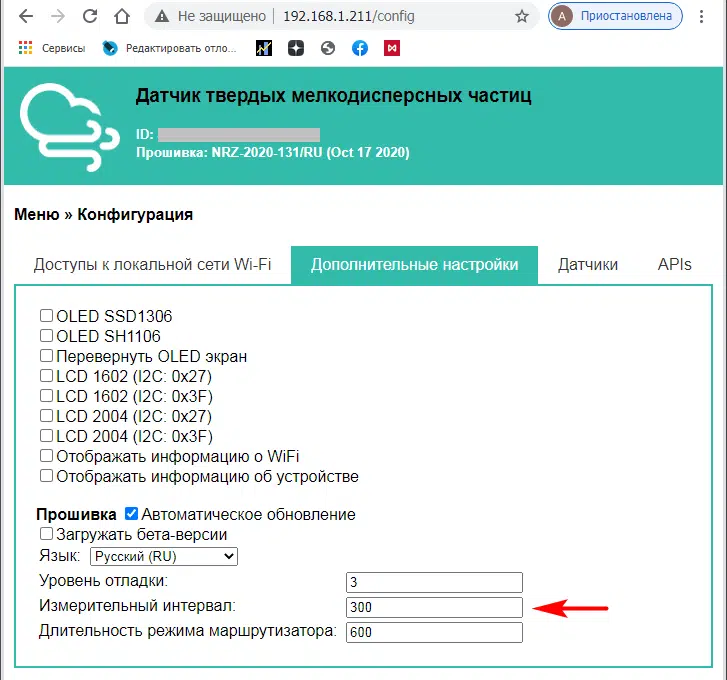 Не защищено | 192.168.1.211/config
А Приостановлена
Сервисы Редактировать отло...
Датчик твердых мелкодисперсных частиц
ID:
Прошивка: NRZ-2020-131/RU (Oct 17 2020)
Меню » Конфигурация
Доступы к локальной сети Wi-Fi Дополнительные настройки Датчики APIs
OLED SSD1306
OLED SH1106
Перевернуть OLED экран
LCD 1602 (I2C: 0x27)
LCD 1602 (I2C: 0x3F)
LCD 2004 (I2C: 0x27)
LCD 2004 (I2C: 0x3F)
Отображать информацию о WiFi
Отображать информацию об устройстве
Прошивка Автоматическое обновление
Загружать бета-версии
Язык: Русский (RU)
Уровень отладки: 3
Измерительный интервал: 300
Длительность режима маршрутизатора: 600